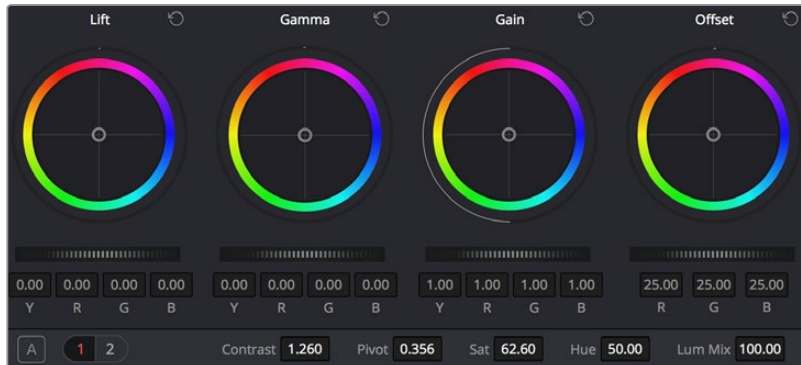 Lift Gamma Gain Offset
0.00 0.00 0.00 0.00 0.00 0.00 0.00 0.00 1.00 1.00 1.00 1.00 25.00 25.00 25.00
Y R G B Y R G B Y R G B R G B
A 1 2 Contrast 1.260 Pivot 0.356 Sat 62.60 Hue 50.00 Lum Mix 100.00